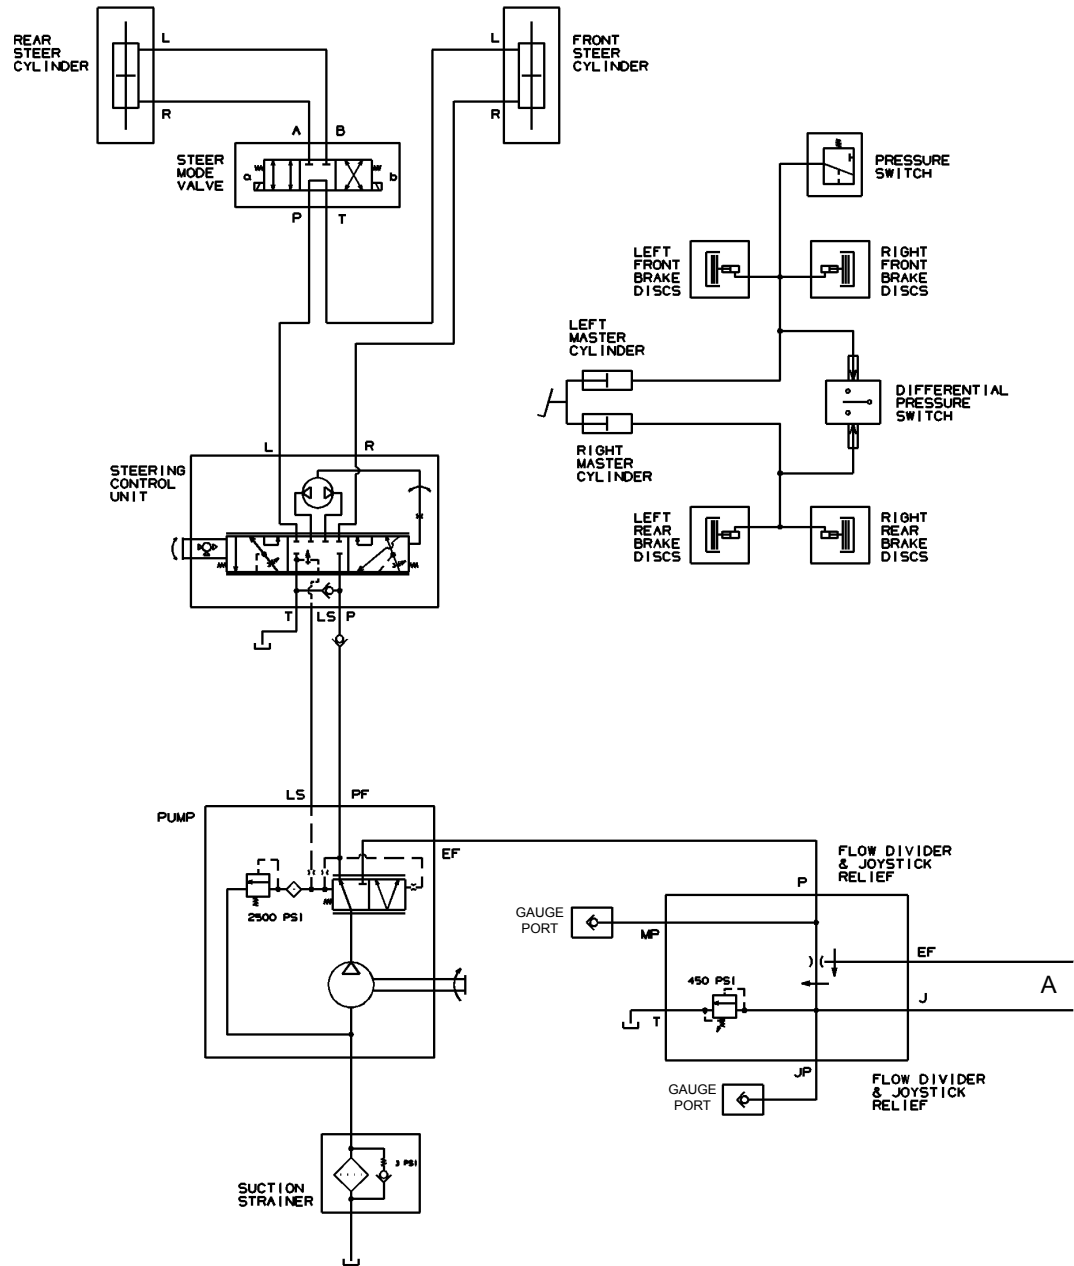 REAR
STEER
CYLINDER
L
R
L
R
FRONT
STEER
CYLINDER
A
B
STEER
MODE
VALVE
a
b
P
T
PRESSURE
SWITCH
LEFT
FRONT
BRAKE
DISCS
RIGHT
FRONT
BRAKE
DISCS
LEFT
MASTER
CYLINDER
DIFFERENTIAL
PRESSURE
SWITCH
RIGHT
MASTER
CYLINDER
L
R
STEERING
CONTROL
UNIT
LEFT
REAR
BRAKE
DISCS
RIGHT
REAR
BRAKE
DISCS
T
LS
P
LS
PF
PUMP
EF
2500 PSI
FLOW DIVIDER
& JOYSTICK
RELIEF
P
GAUGE
PORT
MP
EF
450 PSI
A
J
T
JP
GAUGE
PORT
FLOW DIVIDER
& JOYSTICK
RELIEF
3 PSI
SUCTION
STRAINER